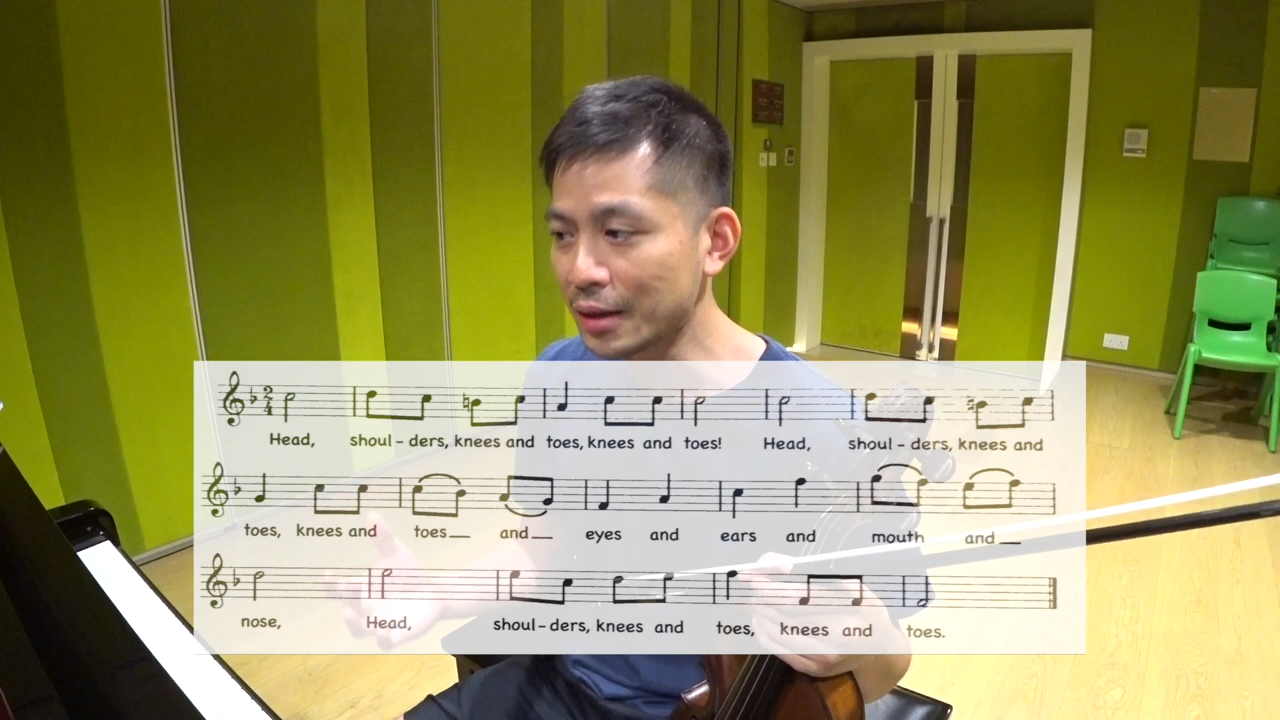 Head, shoul-ders, knees and toes, knees and toes! Head, shoul-ders, knees and
toes, knees and toes__ and__ eyes and ears and mouth and__
nose, Head, shoul-ders, knees and toes, knees and toes.